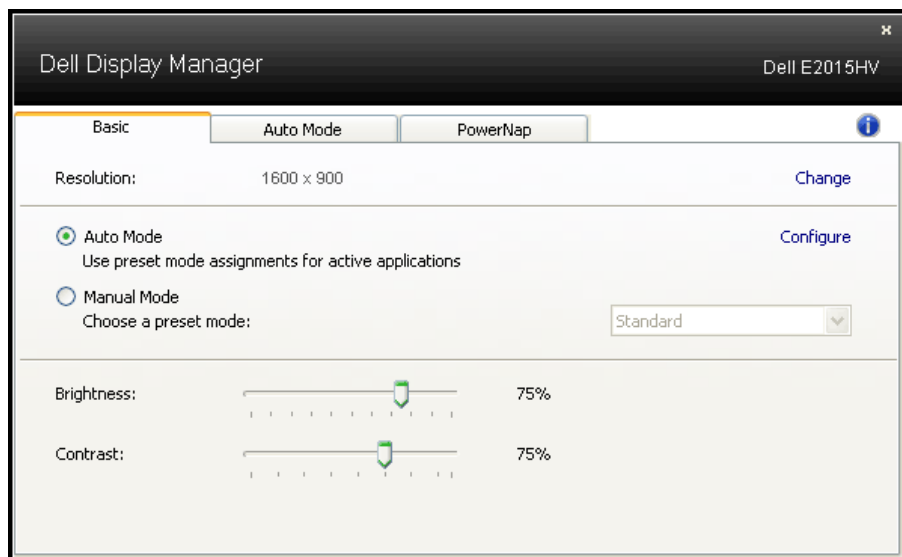 Dell Display Manager
Dell E2015HV
Basic
Auto Mode
PowerNap
Resolution:
1600 x 900
Change
Auto Mode
Configure
Use preset mode assignments for active applications
Manual Mode
Choose a preset mode:
Standard
Brightness:
75%
Contrast:
75%